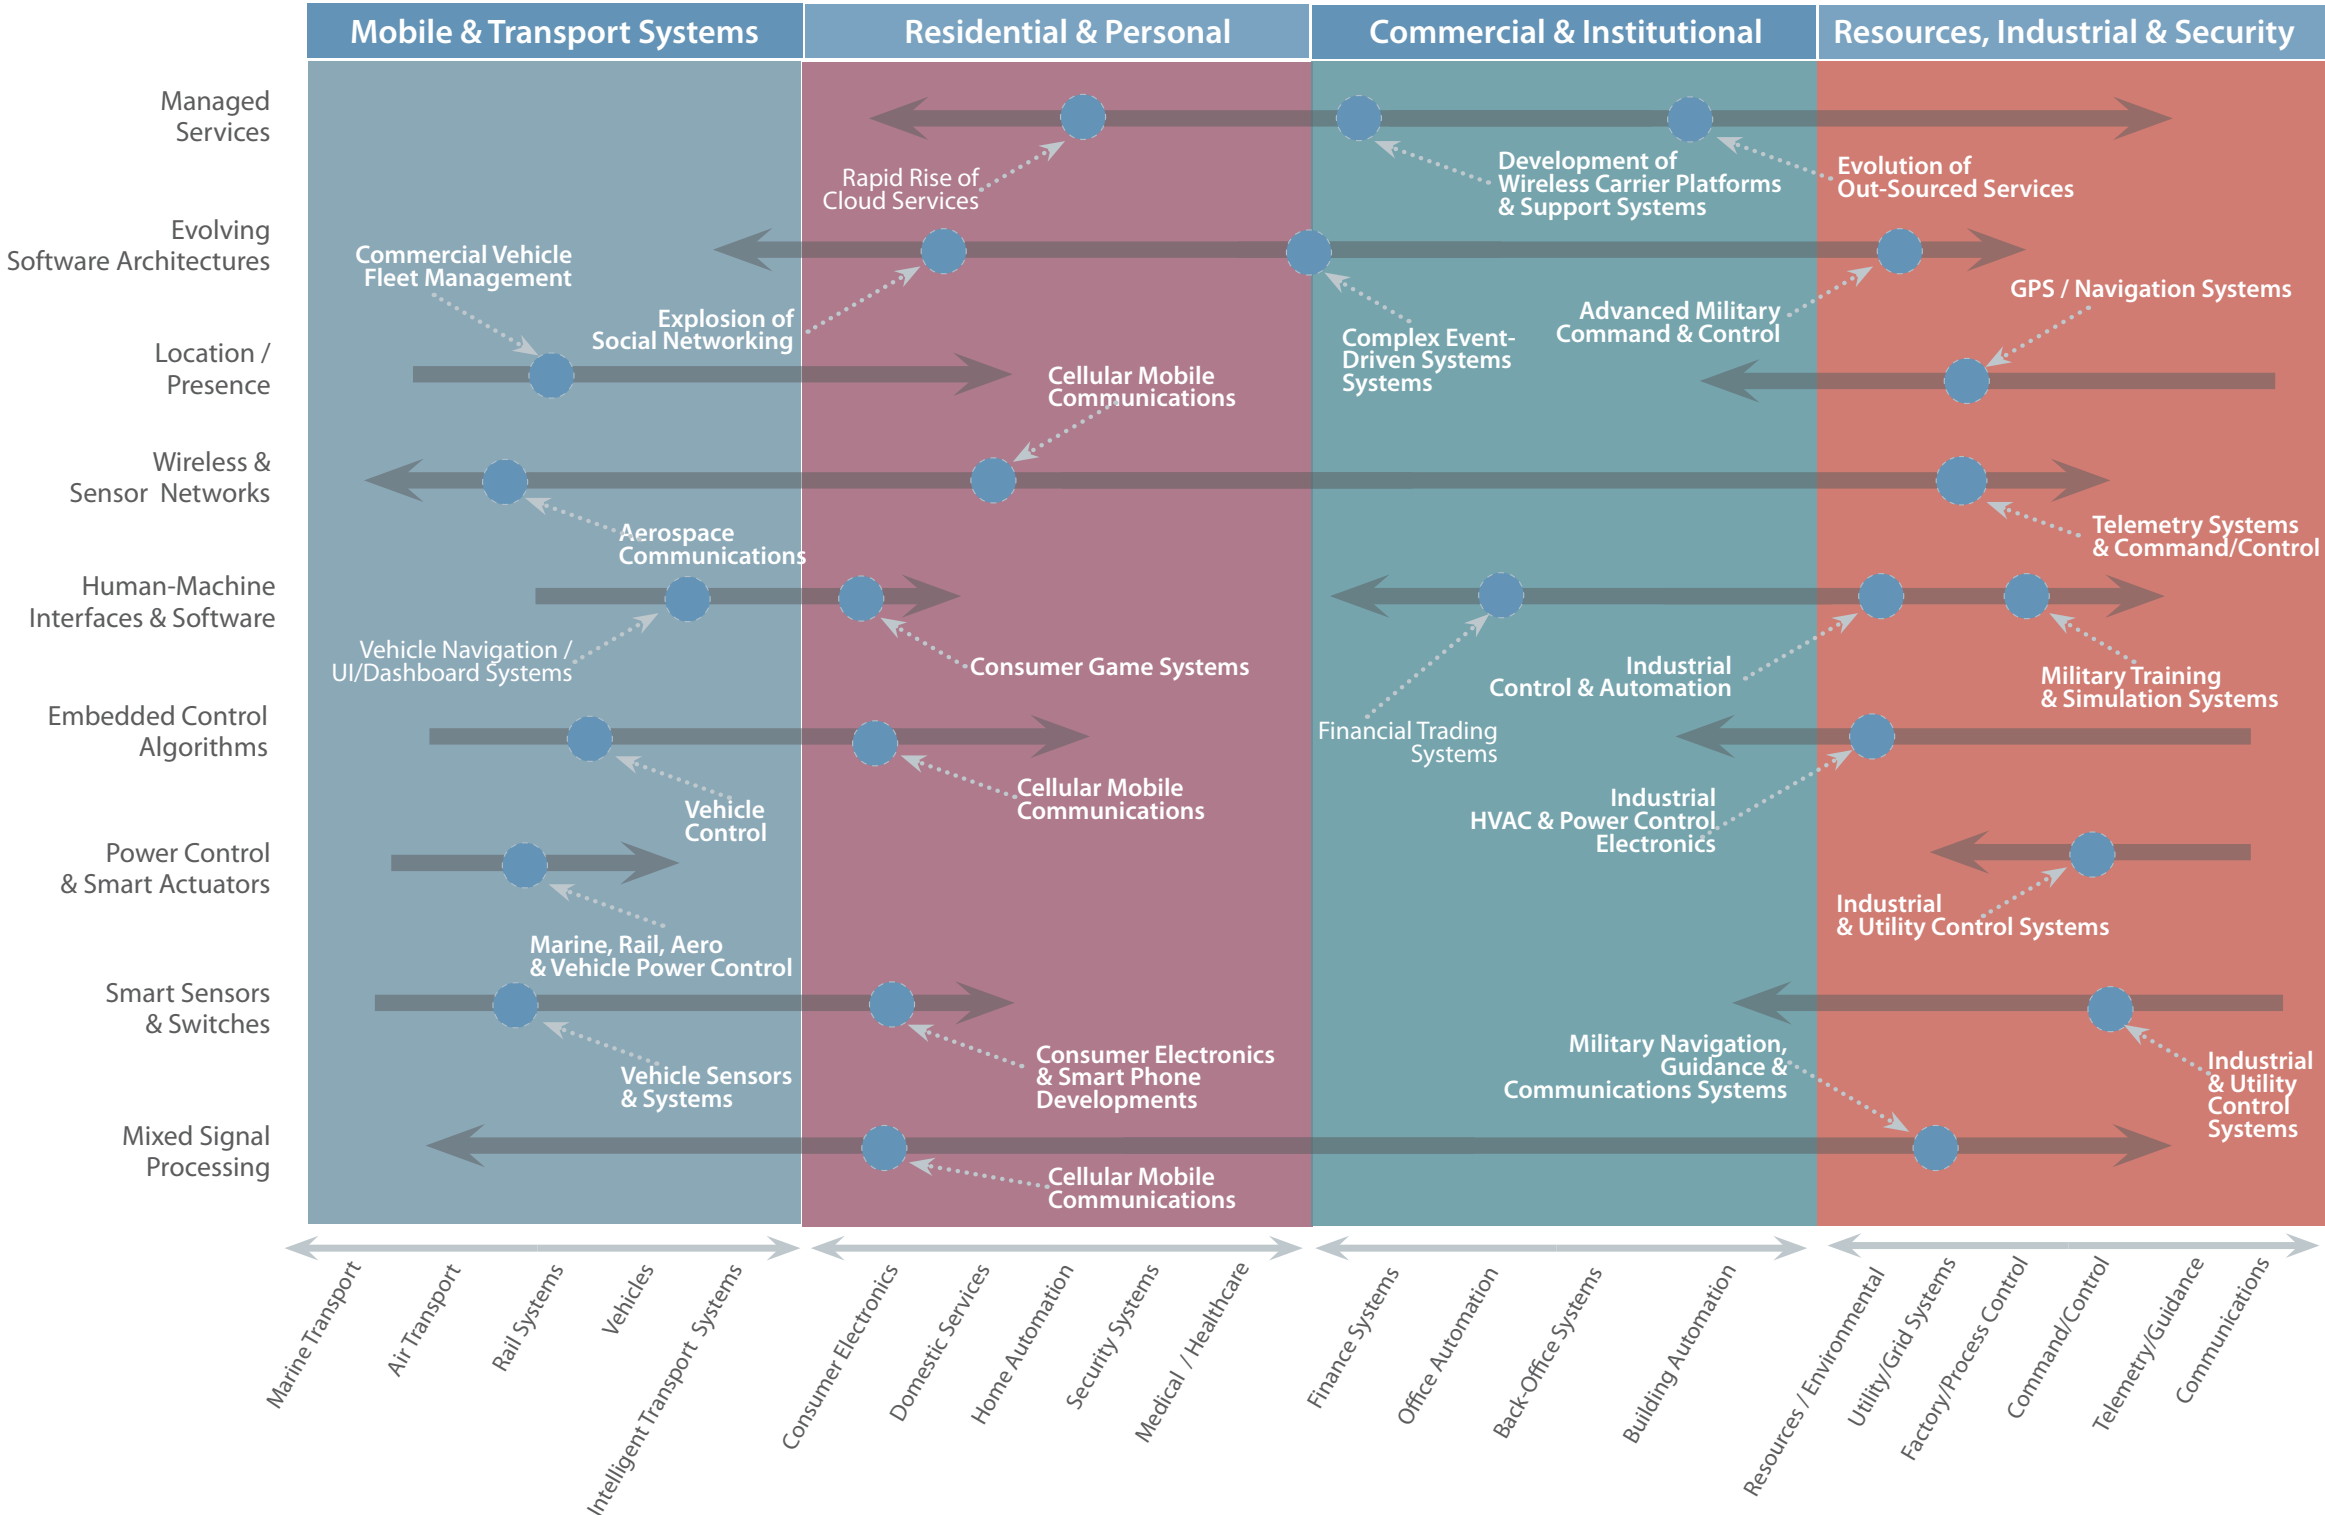 Mobile & Transport Systems
Residential & Personal
Commercial & Institutional
Resources, Industrial & Security
Managed
Services
Rapid Rise of
Cloud Services
Development of
Wireless Carrier Platforms
& Support Systems
Evolution of
Out-Sourced Services
Evolving
Software Architectures
Commercial Vehicle
Fleet Management
Explosion of
Social Networking
Complex Event-
Driven Systems
Systems
Advanced Military
Command & Control
GPS / Navigation Systems
Location /
Presence
Cellular Mobile
Communications
Wireless &
Sensor Networks
Aerospace
Communications
Telemetry Systems
& Command/Control
Human-Machine
Interfaces & Software
Vehicle Navigation /
UI/Dashboard Systems
Consumer Game Systems
Financial Trading
Systems
Industrial
Control & Automation
Military Training
& Simulation Systems
Embedded Control
Algorithms
Vehicle
Control
Cellular Mobile
Communications
Industrial
HVAC & Power Control
Electronics
Power Control
& Smart Actuators
Marine, Rail, Aero
& Vehicle Power Control
Industrial
& Utility Control Systems
Smart Sensors
& Switches
Vehicle Sensors
& Systems
Consumer Electronics
& Smart Phone
Developments
Military Navigation,
Guidance &
Communications Systems
Industrial
& Utility
Control
Systems
Mixed Signal
Processing
Cellular Mobile
Communications
Marine Transport
Air Transport
Rail Systems
Vehicles
Intelligent Transport Systems
Consumer Electronics
Domestic Services
Home Automation
Security Systems
Medical / Healthcare
Finance Systems
Office Automation
Back-Office Systems
Building Automation
Resources / Environmental
Utility/Grid Systems
Factory/Process Control
Command/Control
Telemetry/Guidance
Communications